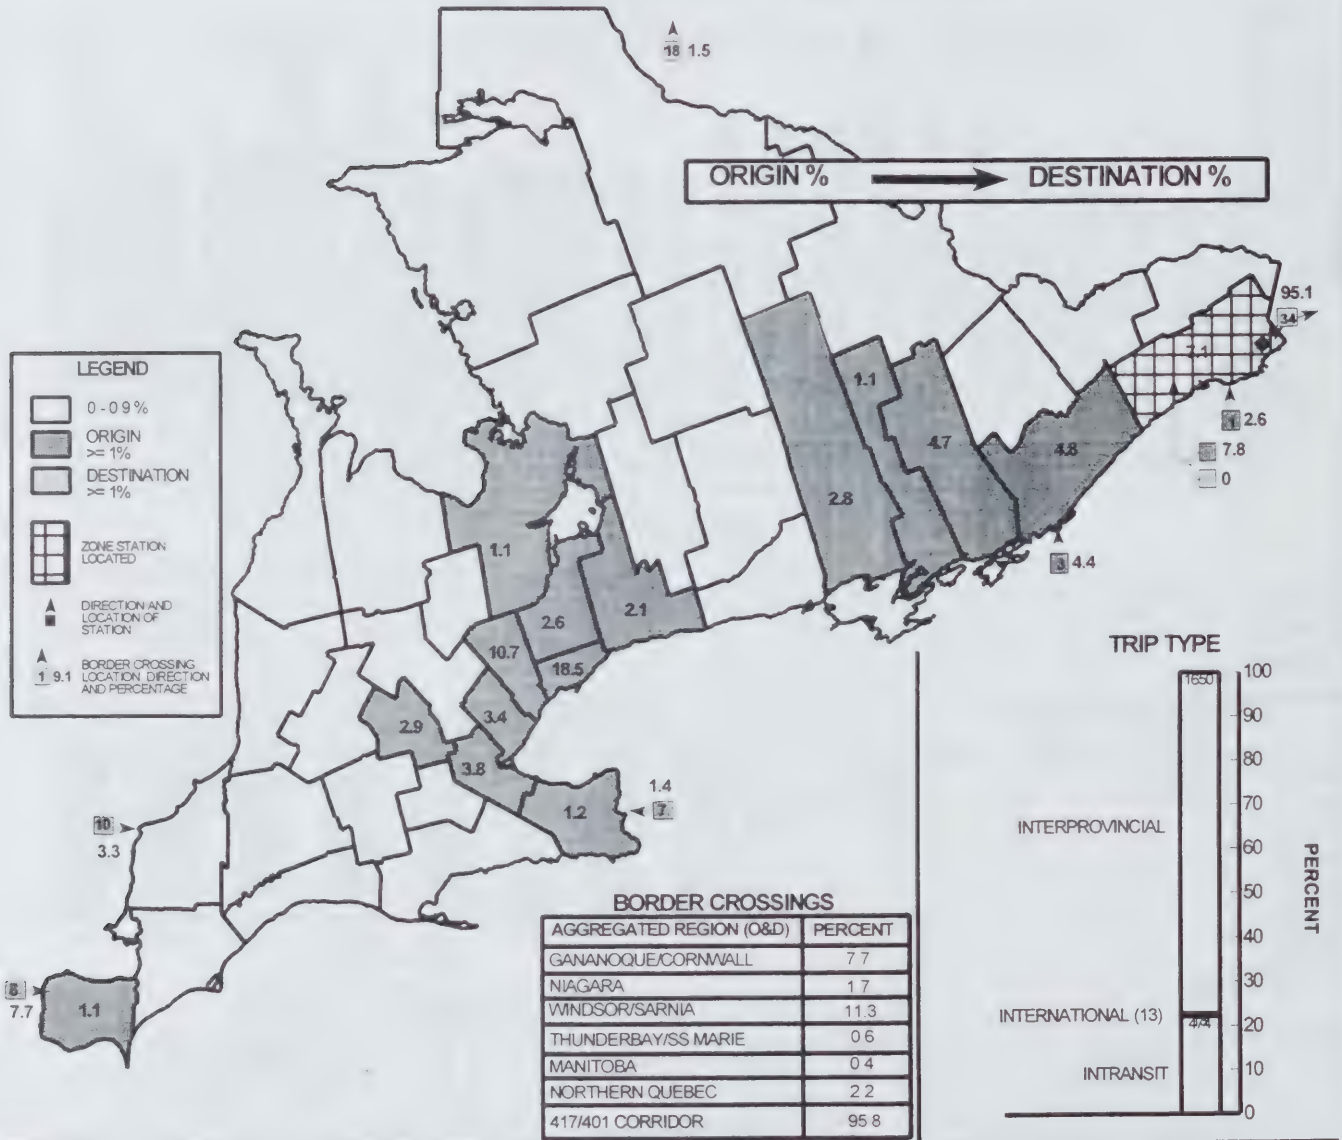 18 1.5
ORIGIN % DESTINATION %
95.1
34
7.1
1 2.6
7.8
0
LEGEND
0-09%
ORIGIN
>= 1%
DESTINATION
>= 1%
ZONE STATION
LOCATED
DIRECTION AND
LOCATION OF
STATION
1 9.1
BORDER CROSSING
LOCATION DIRECTION
AND PERCENTAGE
1.1
4.7
4.8
2.8
3 4.4
1.1
2.6
2.1
10.7
18.5
3.4
2.9
3.8
1.2
1.4
7
10
3.3
8
7.7
1.1
TRIP TYPE
1650
100
90
80
70
60
50
40
30
20
10
0
PERCENT
INTERPROVINCIAL
INTERNATIONAL (13)
INTRANSIT
BORDER CROSSINGS
AGGREGATED REGION (O&D) PERCENT
GANANOQUE/CORNWALL 7 7
NIAGARA 1 7
WINDSOR/SARNIA 11.3
THUNDERBAY/SS MARIE 0 6
MANITOBA 0 4
NORTHERN QUEBEC 2 2
417/401 CORRIDOR 95 8